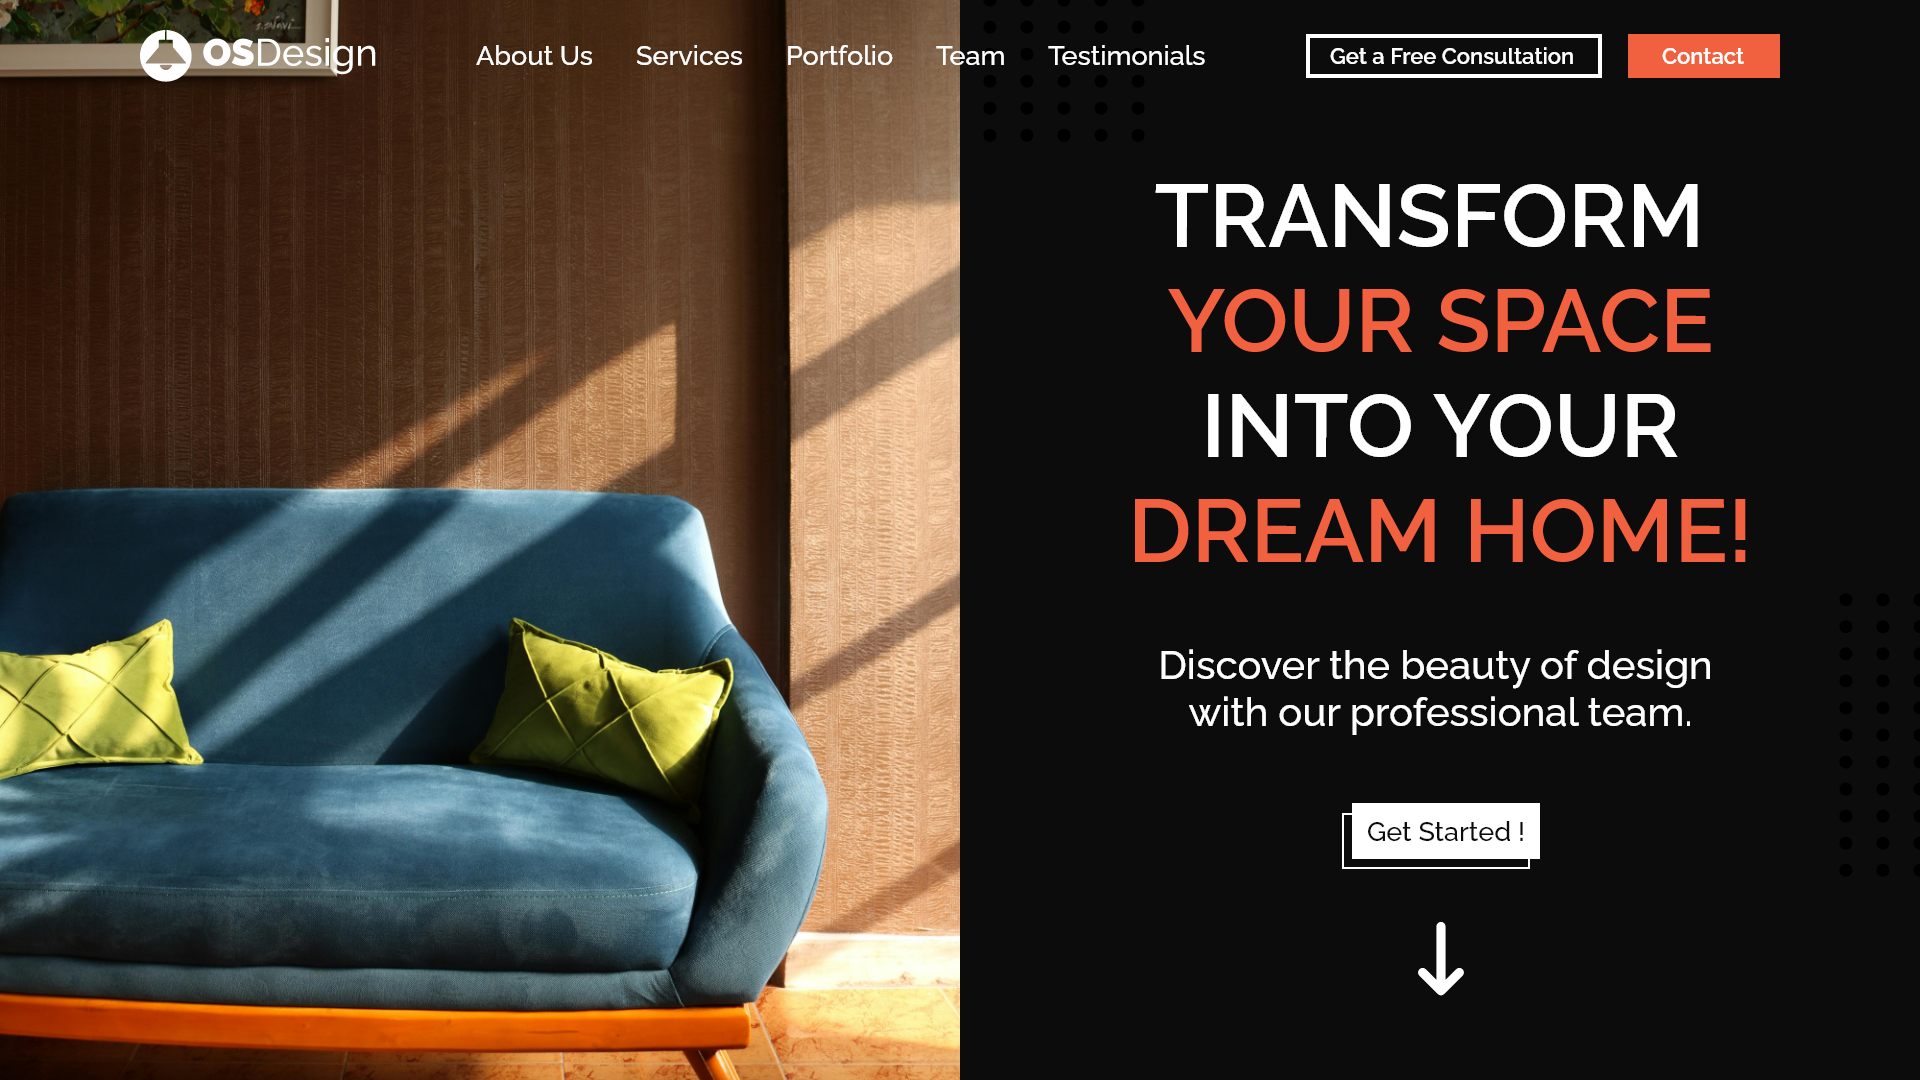 OSDesign
About Us Services Portfolio Team Testimonials
Get a Free Consultation
Contact
TRANSFORM
YOUR SPACE
INTO YOUR
DREAM HOME!
Discover the beauty of design
with our professional team.
Get Started !